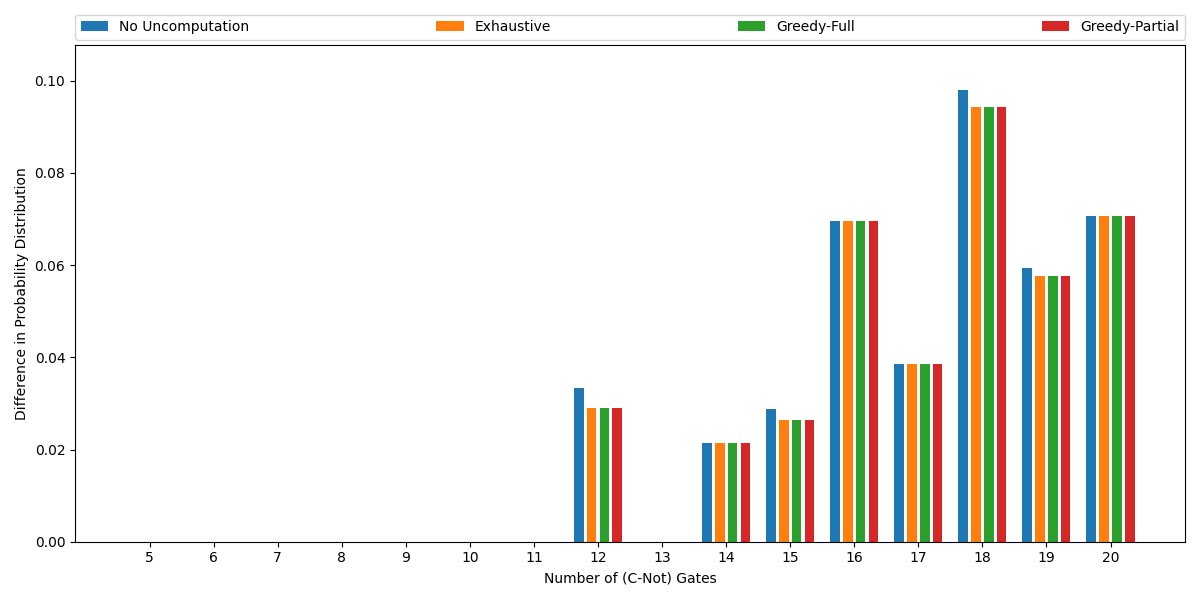 No Uncomputation Exhaustive Greedy-Full Greedy-Partial
Difference in Probability Distribution
0.10
0.08
0.06
0.04
0.02
0.00
5 6 7 8 9 10 11 12 13 14 15 16 17 18 19 20
Number of (C-Not) Gates